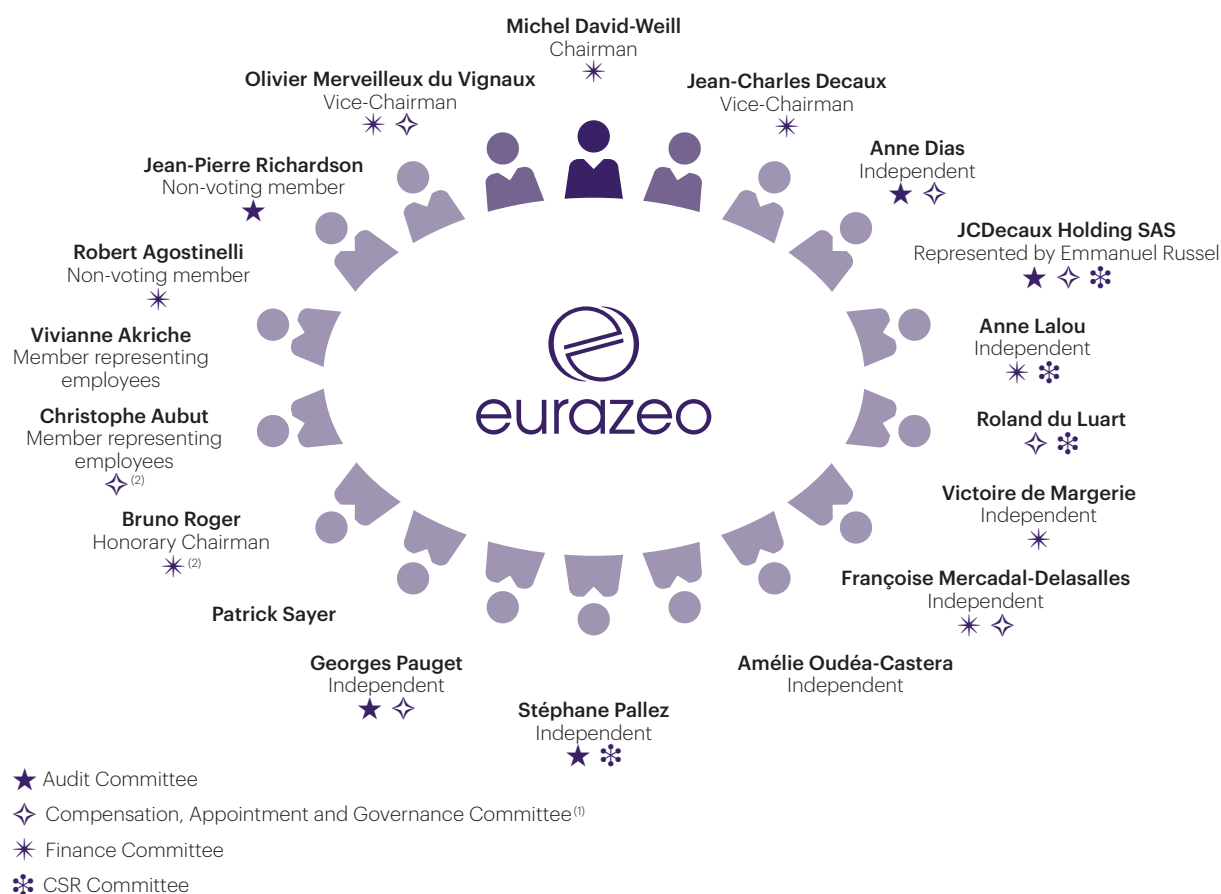 Michel David-Weill
Chairman
Olivier Merveilleux du Vignaux
Vice-Chairman
Jean-Charles Decaux
Vice-Chairman
Jean-Pierre Richardson
Non-voting member
Anne Dias
Independent
Robert Agostinelli
Non-voting member
JCDecaux Holding SAS
Represented by Emmanuel Russel
Vivianne Akriche
Member representing
employees
Anne Lalou
Independent
eurazeo
Christophe Aubut
Member representing
employees
(2)
Roland du Luart
Bruno Roger
Honorary Chairman
(2)
Victoire de Margerie
Independent
Patrick Sayer
Françoise Mercadal-Delasalles
Independent
Georges Pauget
Independent
Amélie Oudéa-Castera
Independent
Stéphane Pallez
Independent
Audit Committee
Compensation, Appointment and Governance Committee(1)
Finance Committee
CSR Committee